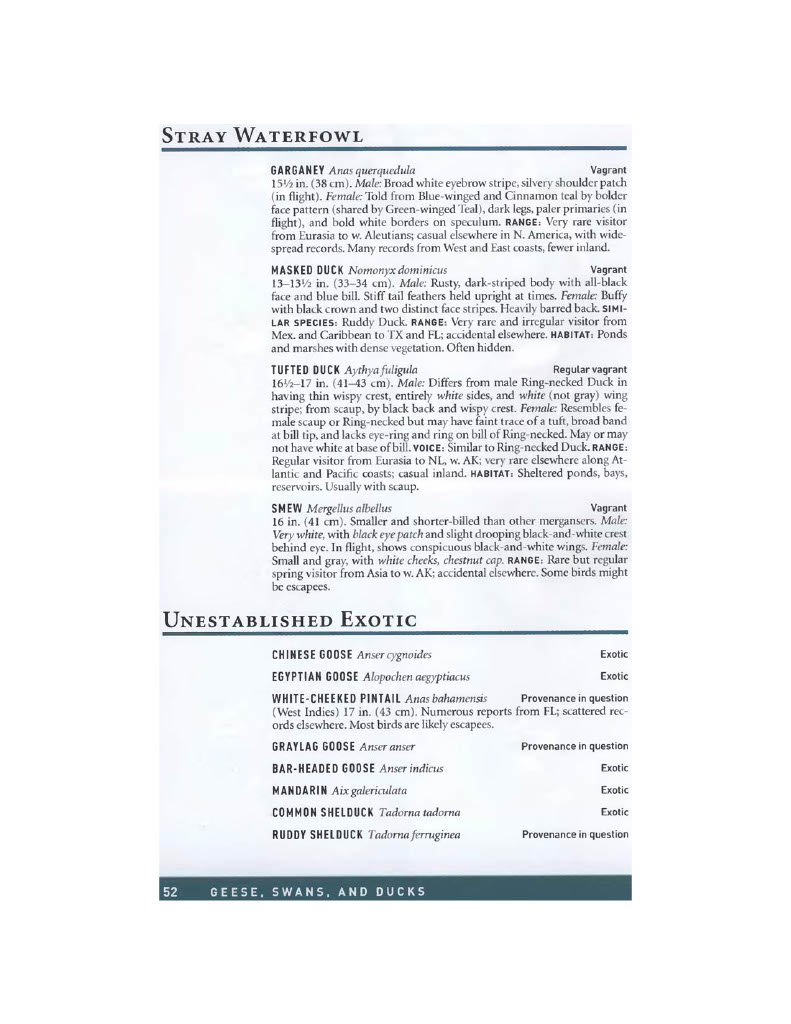 STRAY WATERFOWL
GARGANEY Anas querquedula Vagrant
15½ in. (38 cm). Male: Broad white eyebrow stripe, silvery shoulder patch
(in flight). Female: Told from Blue-winged and Cinnamon teal by bolder
face pattern (shared by Green-winged Teal), dark legs, paler primaries (in
flight), and bold white borders on speculum. RANGE: Very rare visitor
from Eurasia to w. Aleutians; casual elsewhere in N. America, with wide-
spread records. Many records from West and East coasts, fewer inland.
MASKED DUCK Nomonyx dominicus Vagrant
13–13½ in. (33–34 cm). Male: Rusty, dark-striped body with all-black
face and blue bill. Stiff tail feathers held upright at times. Female: Buffy
with black crown and two distinct face stripes. Heavily barred back. SIMI-
LAR SPECIES: Ruddy Duck. RANGE: Very rare and irregular visitor from
Mex. and Caribbean to TX and FL; accidental elsewhere. HABITAT: Ponds
and marshes with dense vegetation. Often hidden.
TUFTED DUCK Aythya fuligula Regular vagrant
16½–17 in. (41–43 cm). Male: Differs from male Ring-necked Duck in
having thin wispy crest, entirely white sides, and white (not gray) wing
stripe; from scaup, by black back and wispy crest. Female: Resembles fe-
male scaup or Ring-necked but may have faint trace of a tuft, broad band
at bill tip, and lacks eye-ring and ring on bill of Ring-necked. May or may
not have white at base of bill. VOICE: Similar to Ring-necked Duck. RANGE:
Regular visitor from Eurasia to NL, w. AK; very rare elsewhere along At-
lantic and Pacific coasts; casual inland. HABITAT: Sheltered ponds, bays,
reservoirs. Usually with scaup.
SMEW Mergellus albellus Vagrant
16 in. (41 cm). Smaller and shorter-billed than other mergansers. Male:
Very white, with black eye patch and slight drooping black-and-white crest
behind eye. In flight, shows conspicuous black-and-white wings. Female:
Small and gray, with white cheeks, chestnut cap. RANGE: Rare but regular
spring visitor from Asia to w. AK; accidental elsewhere. Some birds might
be escapees.
UNESTABLISHED EXOTIC
CHINESE GOOSE Anser cygnoides Exotic
EGYPTIAN GOOSE Alopochen aegyptiacus Exotic
WHITE-CHEEKED PINTAIL Anas bahamensis Provenance in question
(West Indies) 17 in. (43 cm). Numerous reports from FL; scattered rec-
ords elsewhere. Most birds are likely escapees.
GRAYLAG GOOSE Anser anser Provenance in question
BAR-HEADED GOOSE Anser indicus Exotic
MANDARIN Aix galericulata Exotic
COMMON SHELDUCK Tadorna tadorna Exotic
RUDDY SHELDUCK Tadorna ferruginea Provenance in question
52 GEESE, SWANS, AND DUCKS